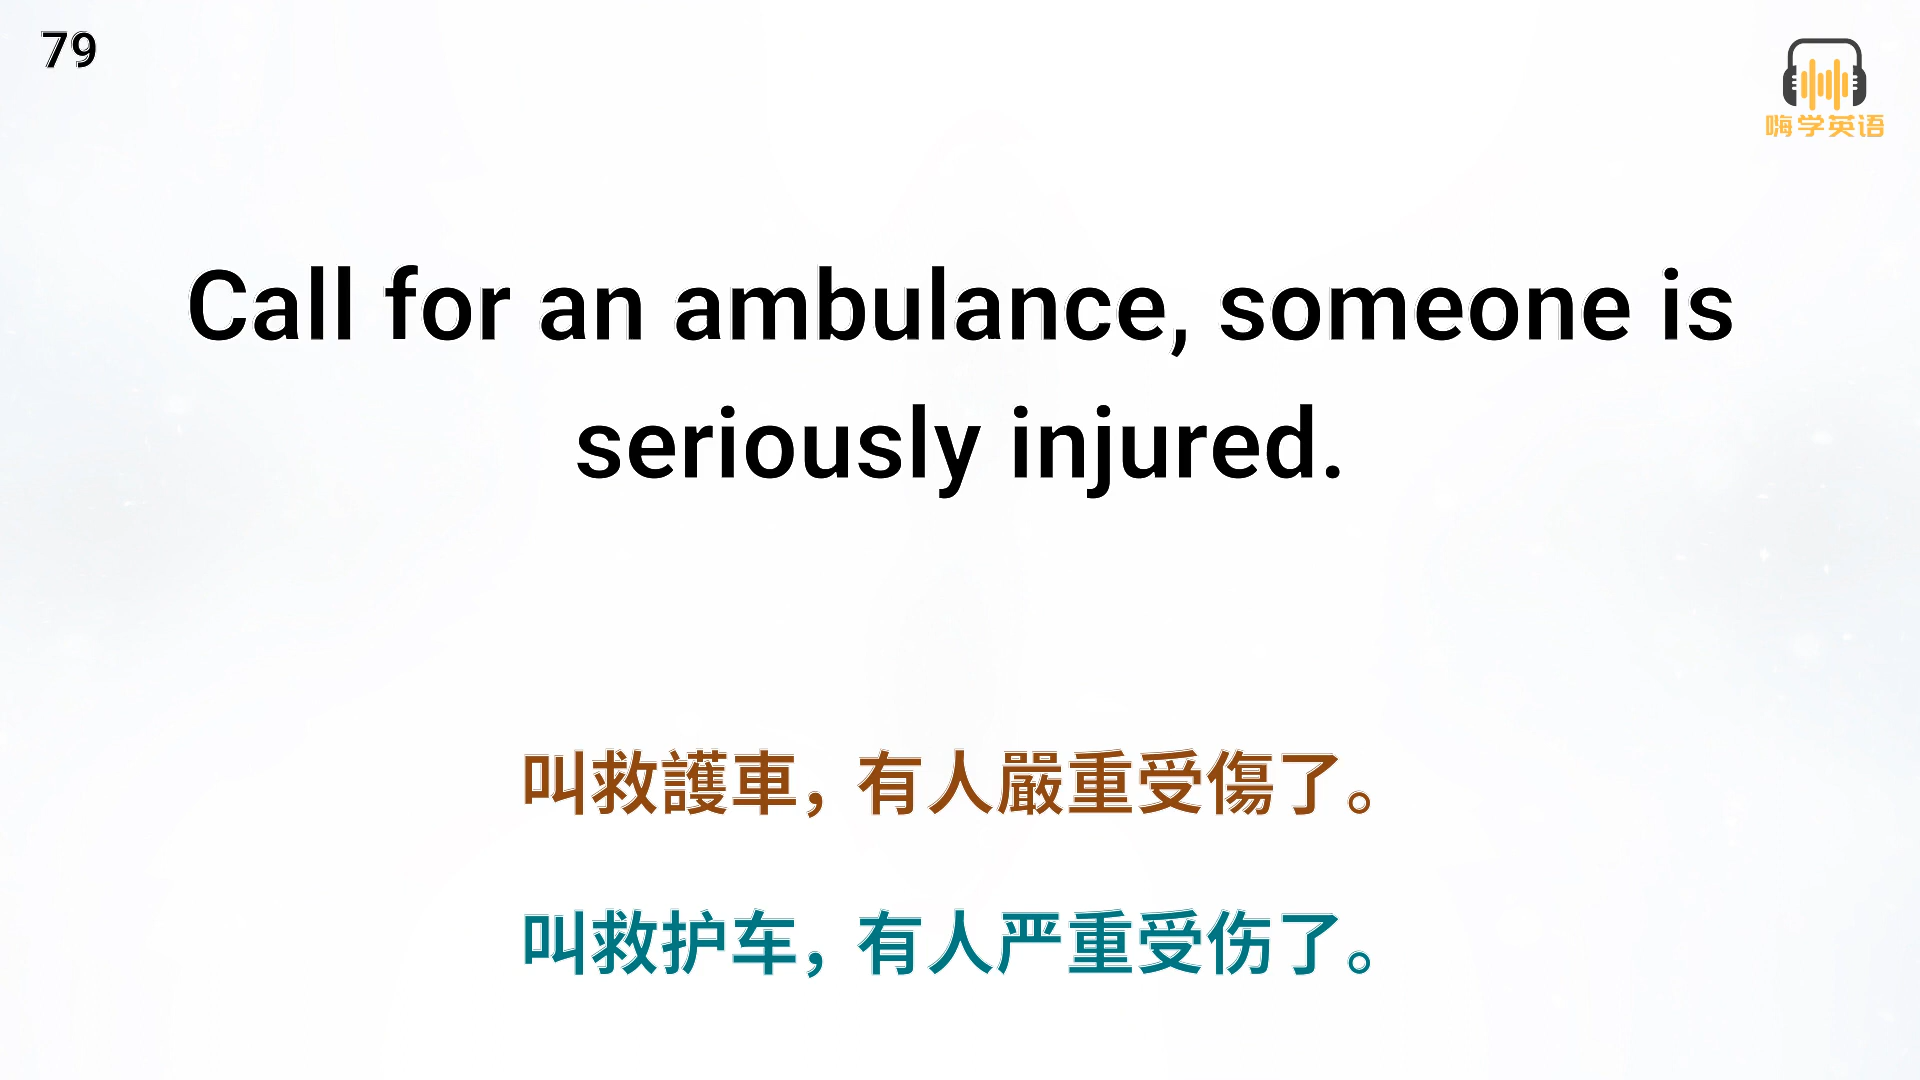 79
嗨学英语
Call for an ambulance, someone is
seriously injured.
叫救護車，有人嚴重受傷了。
叫救护车，有人严重受伤了。